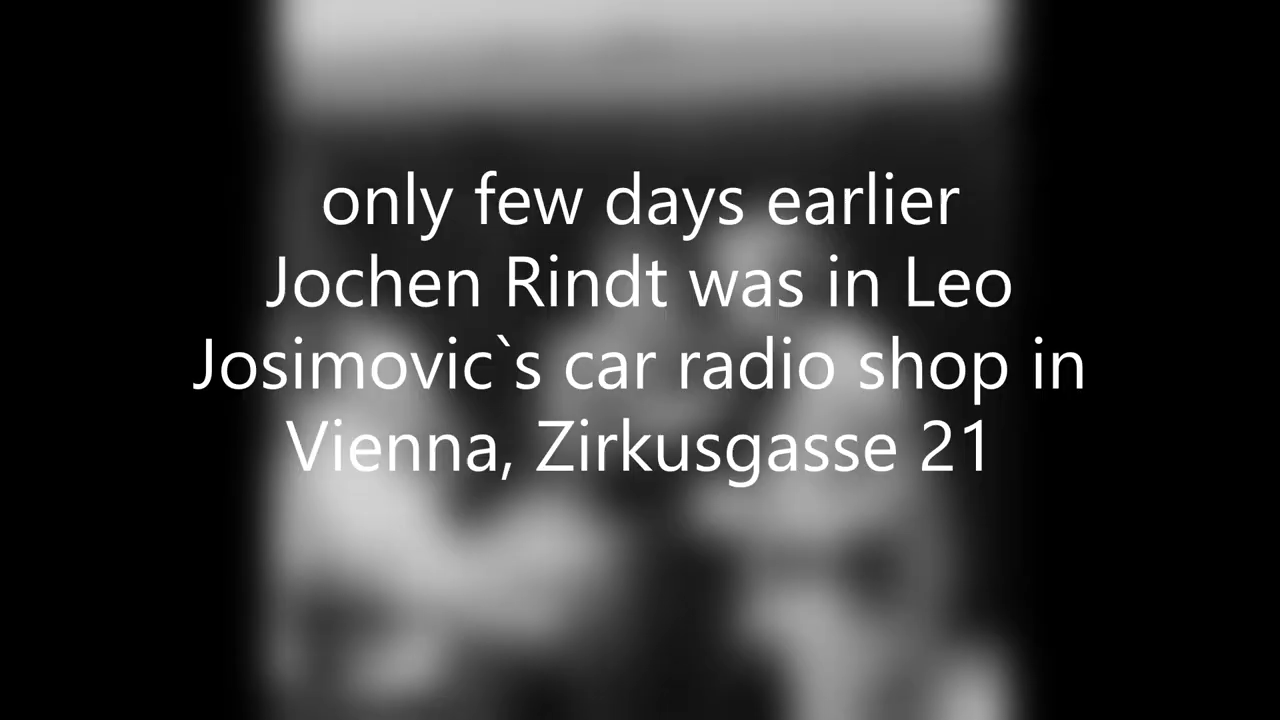 only few days earlier
Jochen Rindt was in Leo
Josimovic`s car radio shop in
Vienna, Zirkusgasse 21